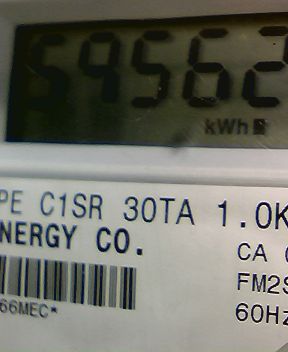 59562
kWh
PE C1SR 30TA 1.0K
NERGY CO.
CA
FM2S
66MEC*
60Hz